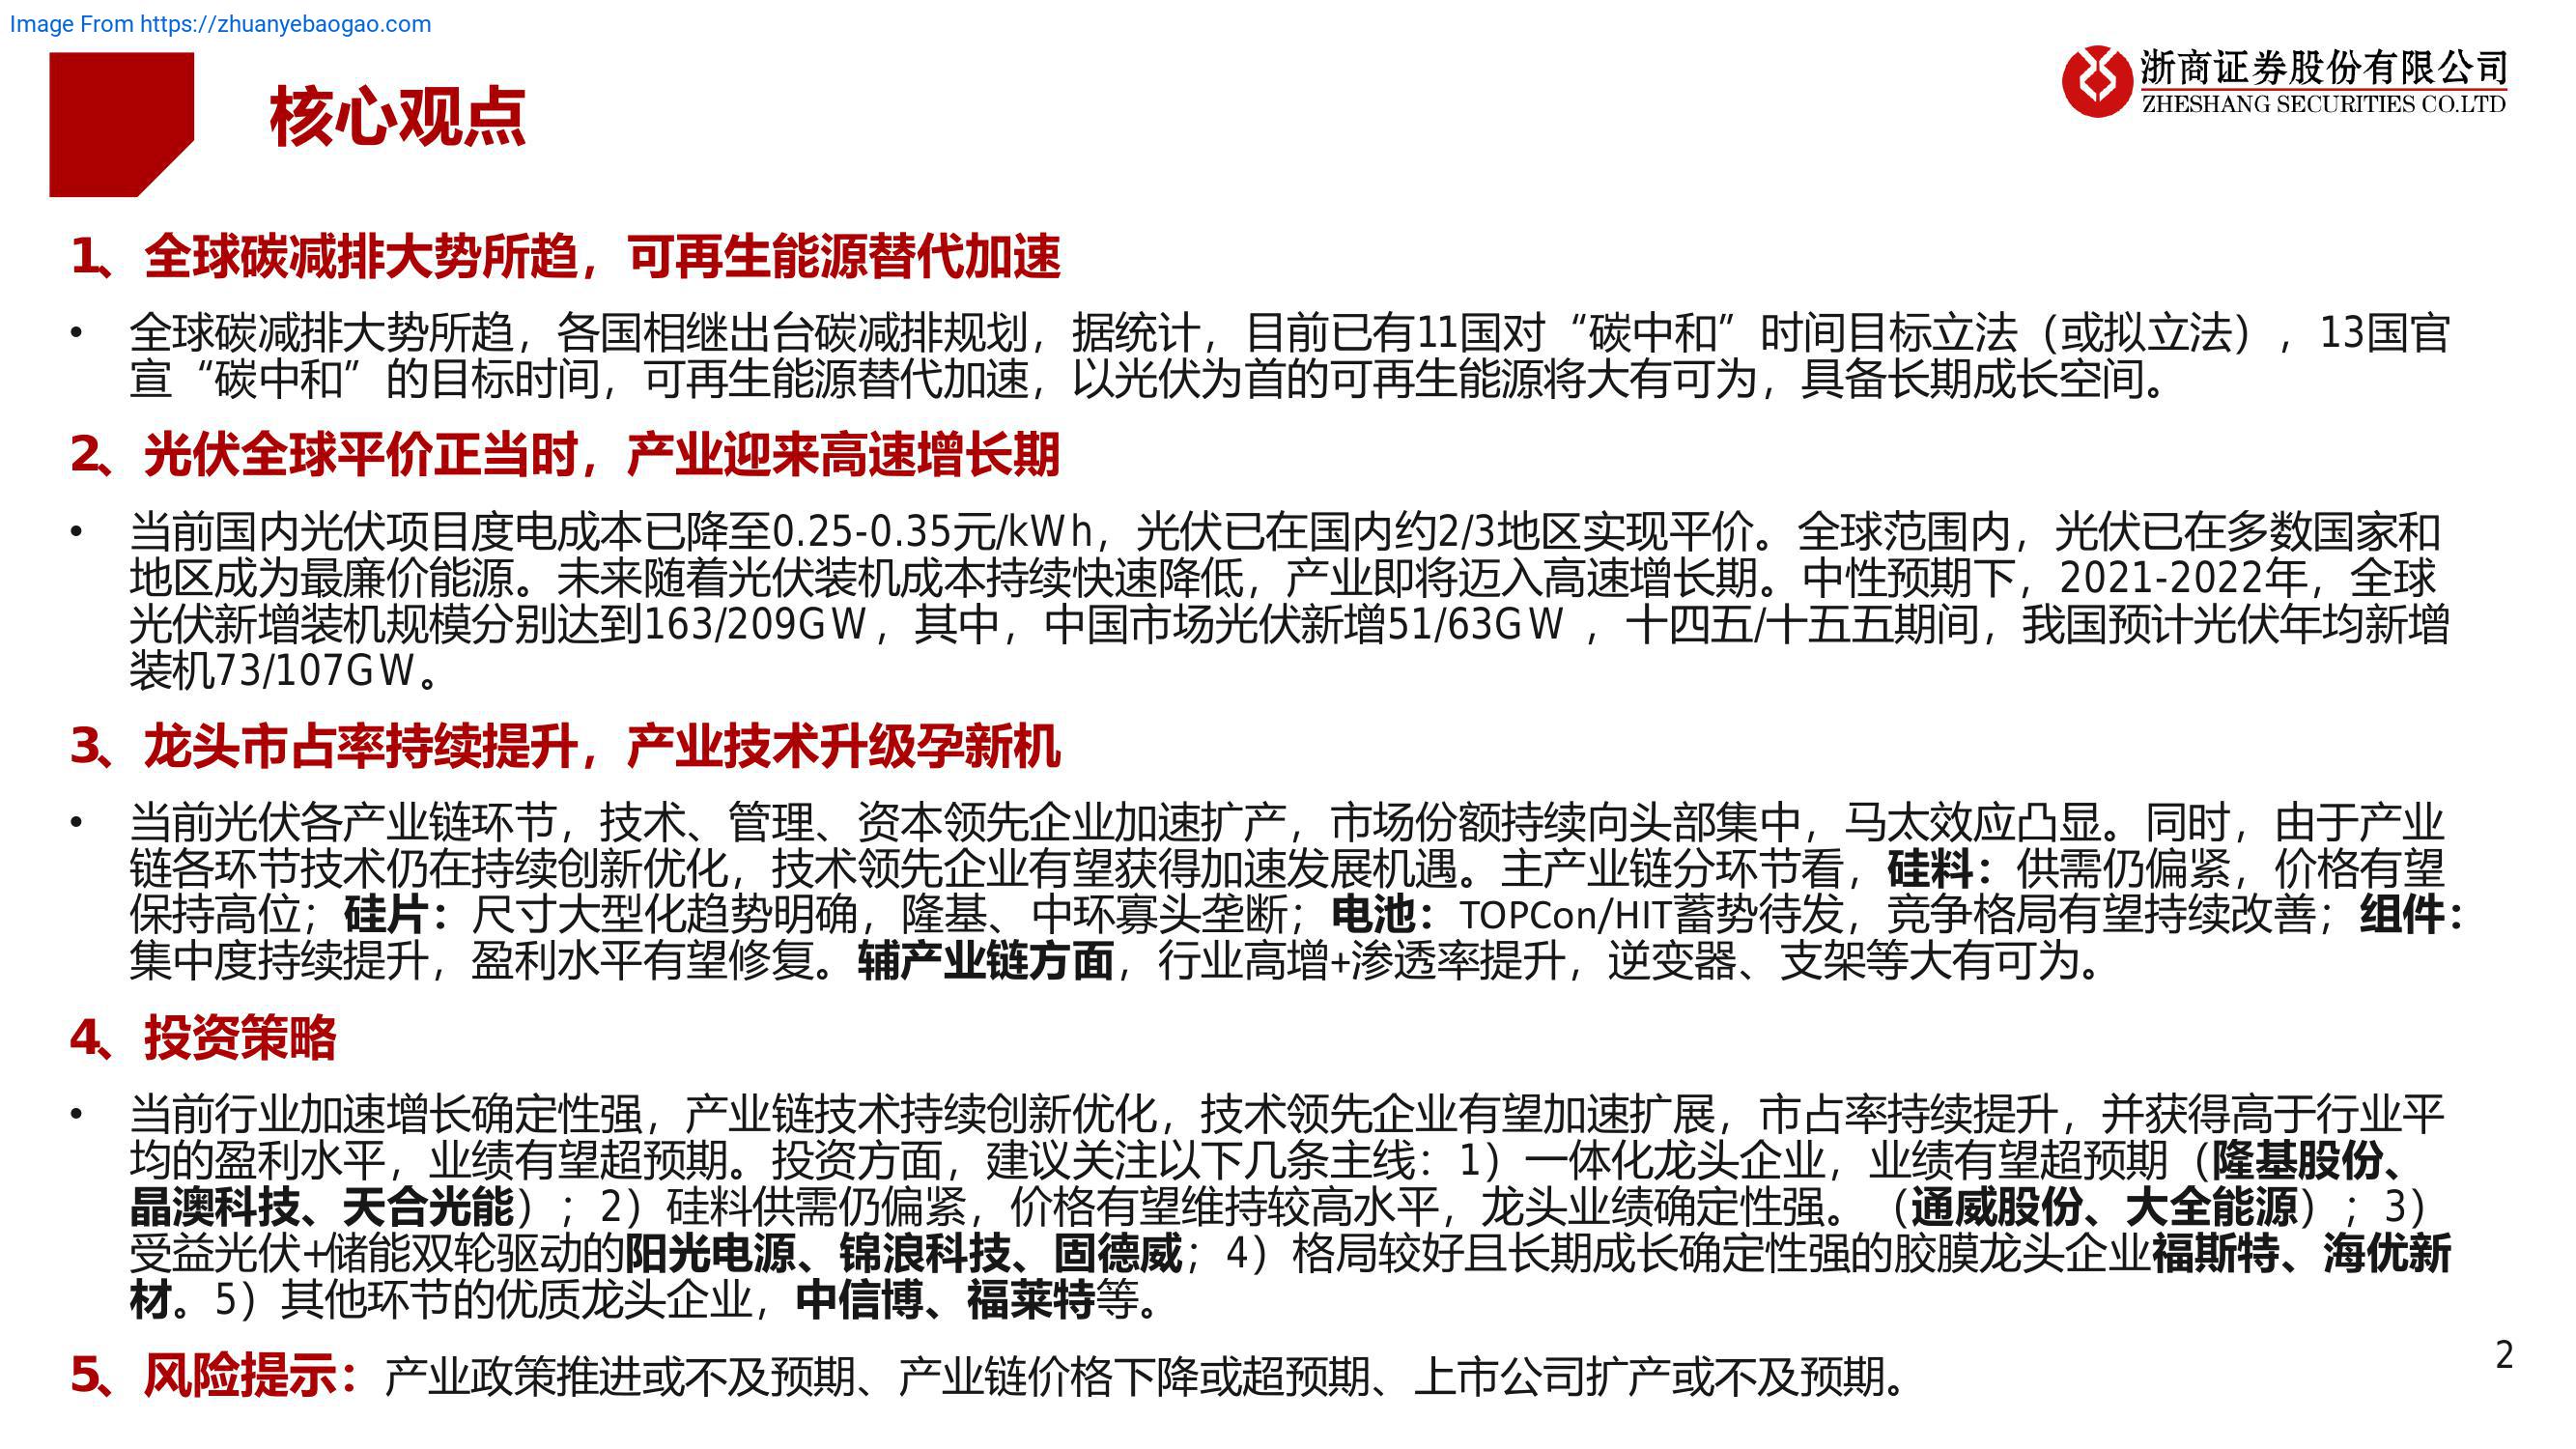 Image From https://zhuanyebaogao.com
浙商证券股份有限公司
ZHESHANG SECURITIES CO.LTD
核心观点
1、全球碳减排大势所趋，可再生能源替代加速
• 全球碳减排大势所趋，各国相继出台碳减排规划，据统计，目前已有11国对“碳中和”时间目标立法（或拟立法），13国官
宣“碳中和”的目标时间，可再生能源替代加速，以光伏为首的可再生能源将大有可为，具备长期成长空间。
2、光伏全球平价正当时，产业迎来高速增长期
• 当前国内光伏项目度电成本已降至0.25-0.35元/kWh，光伏已在国内约2/3地区实现平价。全球范围内，光伏已在多数国家和
地区成为最廉价能源。未来随着光伏装机成本持续快速降低，产业即将迈入高速增长期。中性预期下，2021-2022年，全球
光伏新增装机规模分别达到163/209GW，其中，中国市场光伏新增51/63GW ，十四五/十五五期间，我国预计光伏年均新增
装机73/107GW。
3、龙头市占率持续提升，产业技术升级孕新机
• 当前光伏各产业链环节，技术、管理、资本领先企业加速扩产，市场份额持续向头部集中，马太效应凸显。同时，由于产业
链各环节技术仍在持续创新优化，技术领先企业有望获得加速发展机遇。主产业链分环节看，硅料：供需仍偏紧，价格有望
保持高位；硅片：尺寸大型化趋势明确，隆基、中环寡头垄断；电池：TOPCon/HIT蓄势待发，竞争格局有望持续改善；组件：
集中度持续提升，盈利水平有望修复。辅产业链方面，行业高增+渗透率提升，逆变器、支架等大有可为。
4、投资策略
• 当前行业加速增长确定性强，产业链技术持续创新优化，技术领先企业有望加速扩展，市占率持续提升，并获得高于行业平
均的盈利水平，业绩有望超预期。投资方面，建议关注以下几条主线：1）一体化龙头企业，业绩有望超预期（隆基股份、
晶澳科技、天合光能）；2）硅料供需仍偏紧，价格有望维持较高水平，龙头业绩确定性强。（通威股份、大全能源）；3）
受益光伏+储能双轮驱动的阳光电源、锦浪科技、固德威；4）格局较好且长期成长确定性强的胶膜龙头企业福斯特、海优新
材。5）其他环节的优质龙头企业，中信博、福莱特等。
5、风险提示：产业政策推进或不及预期、产业链价格下降或超预期、上市公司扩产或不及预期。
2